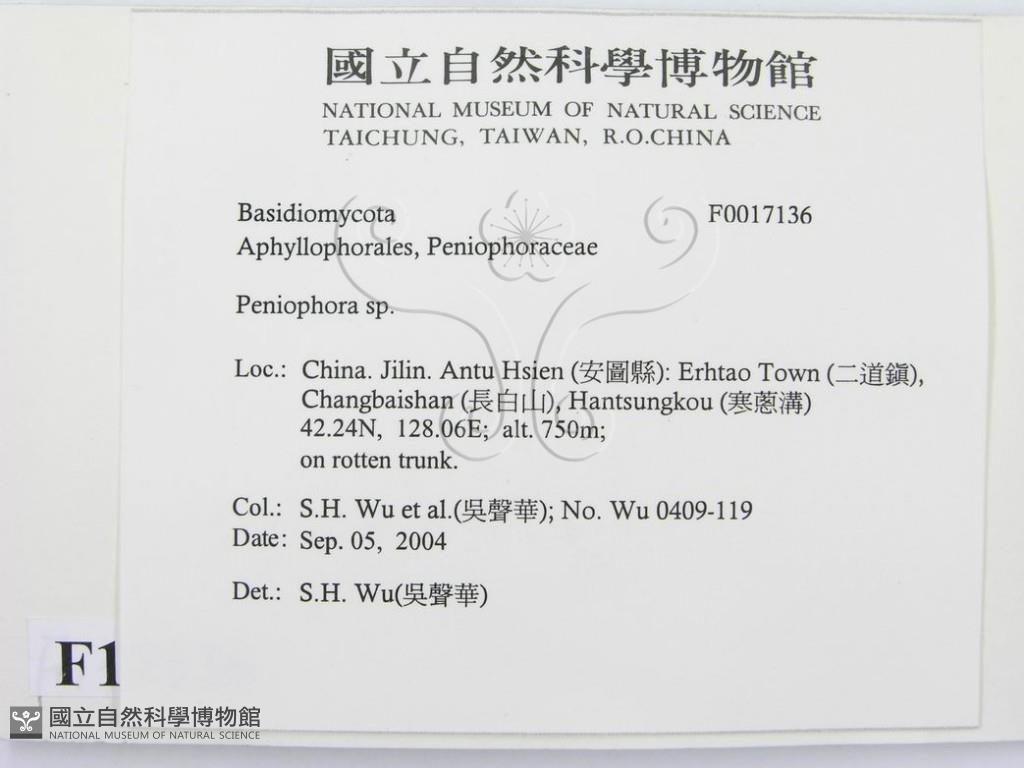 國立自然科學博物館
NATIONAL MUSEUM OF NATURAL SCIENCE
TAICHUNG, TAIWAN, R.O.CHINA
Basidiomycota F0017136
Aphyllophorales, Peniophoraceae
Peniophora sp.
Loc.: China. Jilin. Antu Hsien (安圖縣): Erhtao Town (二道鎭),
Changbaishan (長白山), Hantsungkou (寒蔥溝)
42.24N, 128.06E; alt. 750m;
on rotten trunk.
Col.: S.H. Wu et al.(吳聲華); No. Wu 0409-119
Date: Sep. 05, 2004
Det.: S.H. Wu(吳聲華)
F1
國立自然科學博物館
NATIONAL MUSEUM OF NATURAL SCIENCE